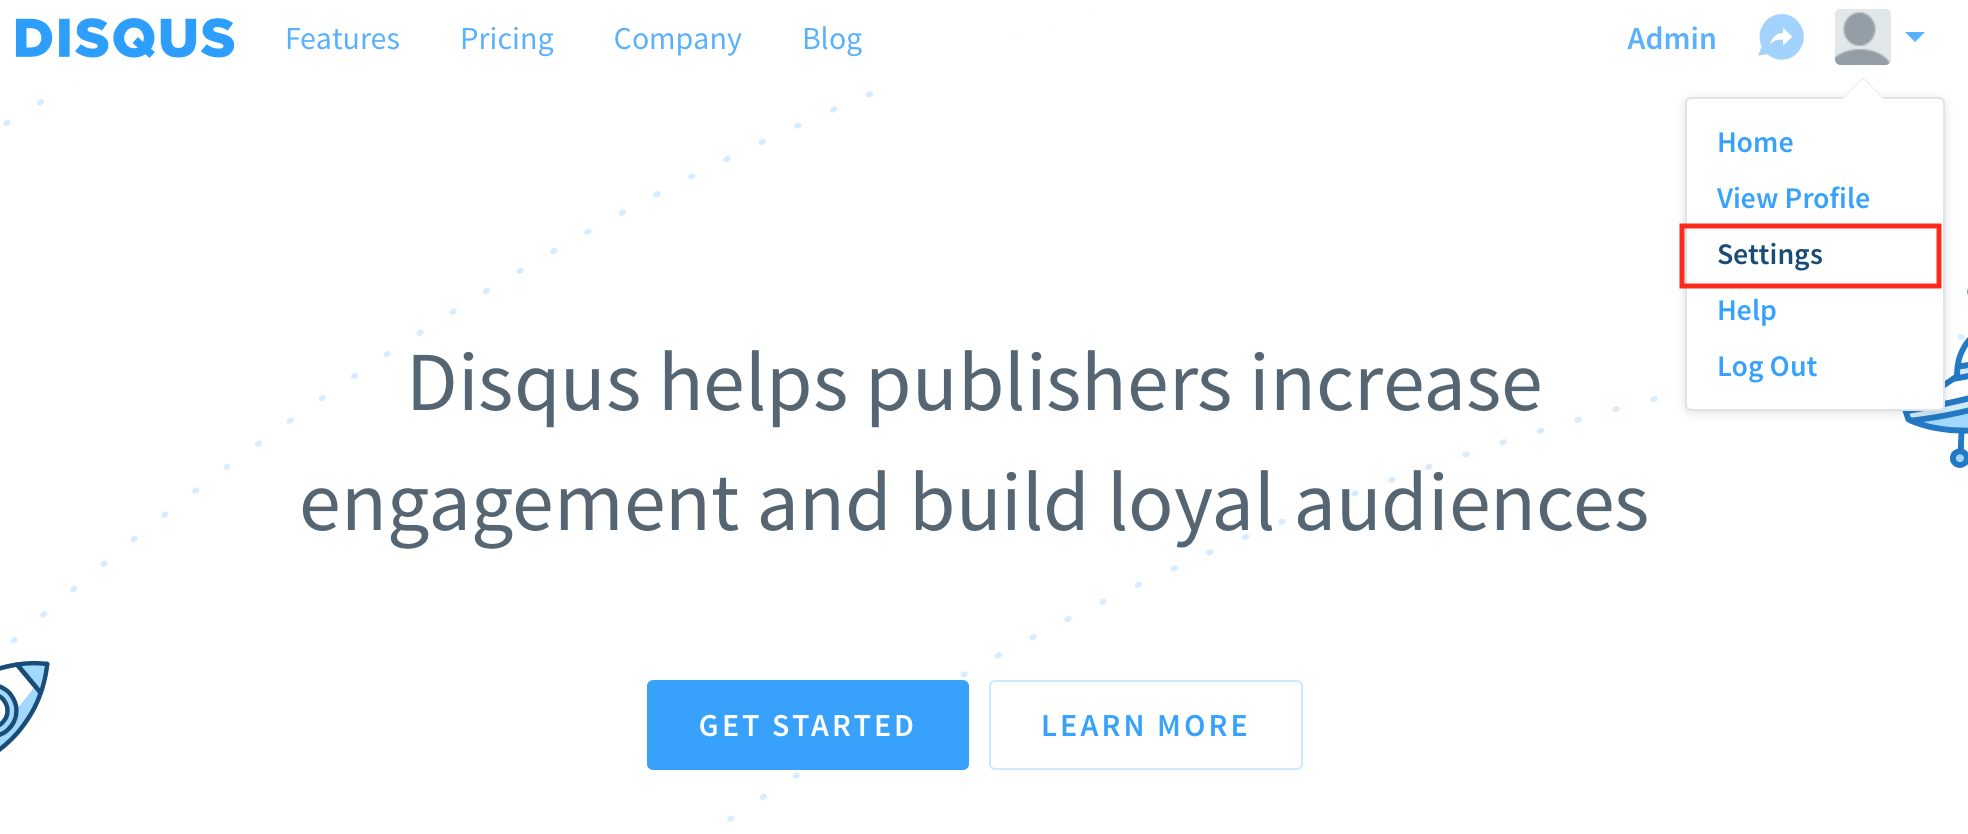 DISQUS Features Pricing Company Blog Admin
Home
View Profile
Settings
Help
Log Out
Disqus helps publishers increase
engagement and build loyal audiences
GET STARTED LEARN MORE